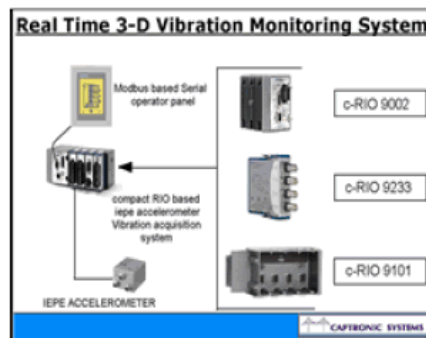 Real Time 3-D Vibration Monitoring System
Modbus based Serial
operator panel
c-RIO 9002
compact RIO based
iepe accelerometer
Vibration acquisition
system
c-RIO 9233
IEPE ACCELEROMETER
c-RIO 9101
CAPTRONIC SYSTEMS